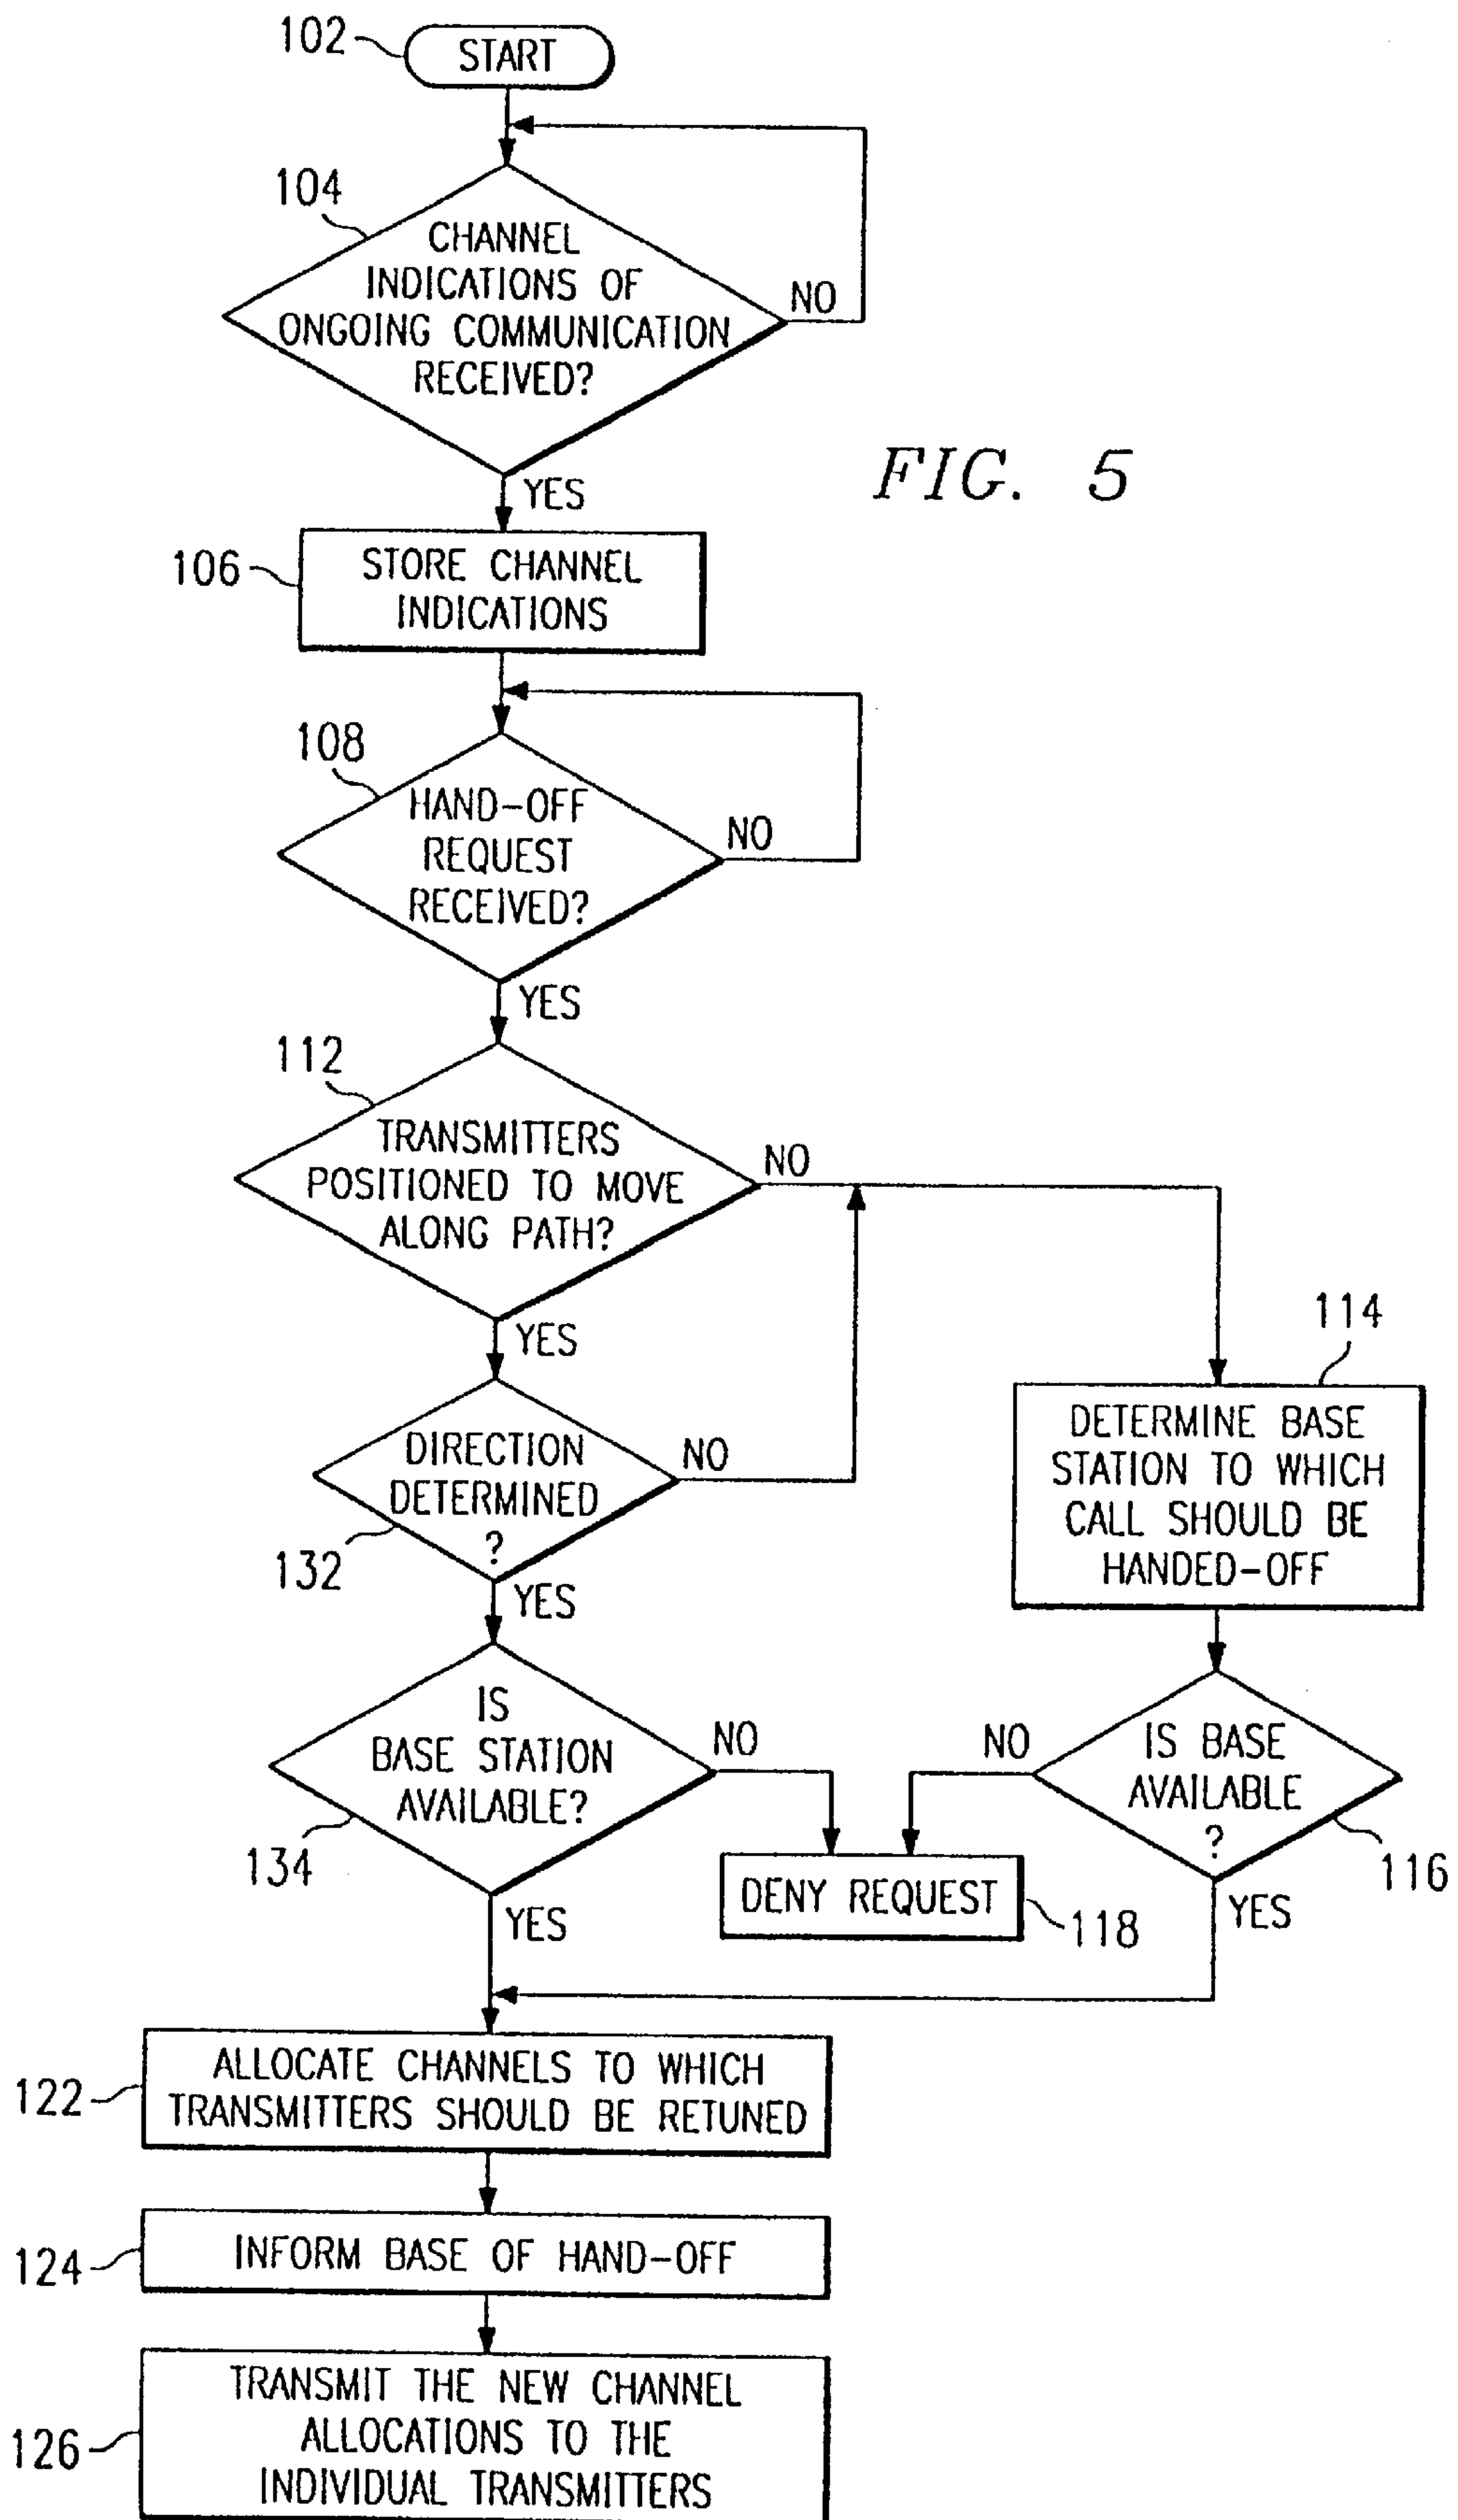 102
START
104
CHANNEL
INDICATIONS OF
ONGOING COMMUNICATION
RECEIVED?
NO
YES
FIG. 5
106
STORE CHANNEL
INDICATIONS
108
HAND-OFF
REQUEST
RECEIVED?
NO
YES
112
TRANSMITTERS
POSITIONED TO MOVE
ALONG PATH?
NO
YES
132
DIRECTION
DETERMINED
?
NO
YES
114
DETERMINE BASE
STATION TO WHICH
CALL SHOULD BE
HANDED-OFF
134
IS
BASE STATION
AVAILABLE?
NO
YES
116
IS BASE
AVAILABLE
?
NO
YES
DENY REQUEST
118
122
ALLOCATE CHANNELS TO WHICH
TRANSMITTERS SHOULD BE RETUNED
124
INFORM BASE OF HAND-OFF
126
TRANSMIT THE NEW CHANNEL
ALLOCATIONS TO THE
INDIVIDUAL TRANSMITTERS